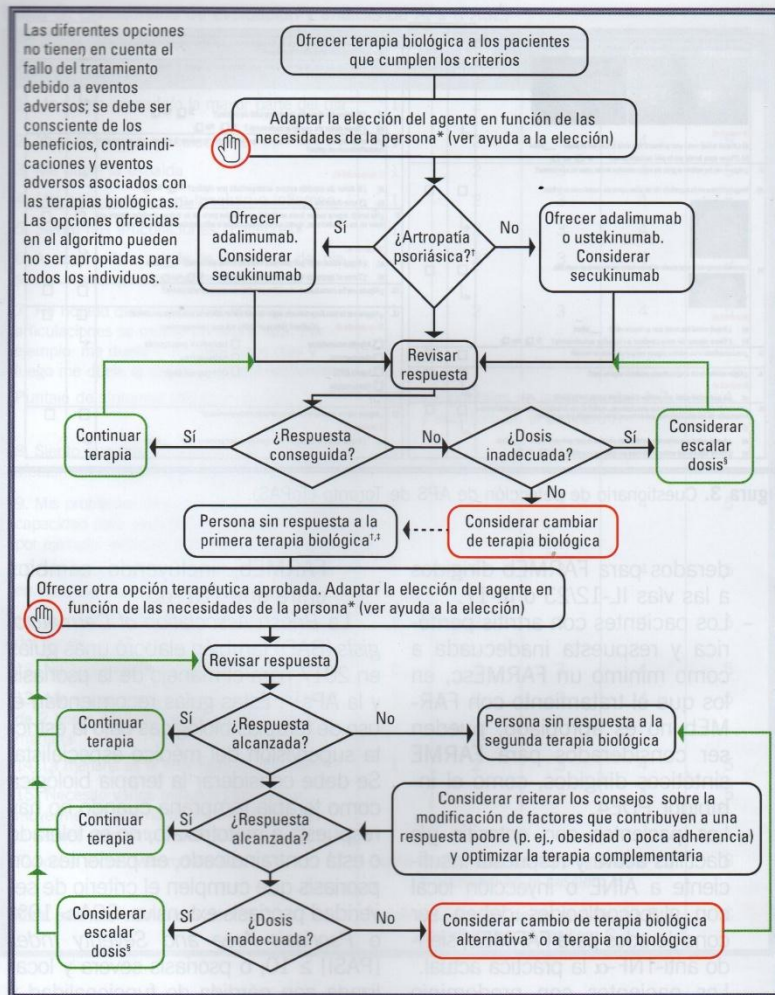 Las diferentes opciones
no tienen en cuenta el
fallo del tratamiento
debido a eventos
adversos; se debe ser
consciente de los
beneficios, contraindi-
caciones y eventos
adversos asociados con
las terapias biológicas.
Las opciones ofrecidas
en el algoritmo pueden
no ser apropiadas para
todos los individuos.
Ofrecer terapia biológica a los pacientes
que cumplen los criterios
Adaptar la elección del agente en función de las
necesidades de la persona* (ver ayuda a la elección)
Ofrecer
adalimumab.
Considerar
secukinumab
Sí
¿Artropatía
psoriásica?†
No
Ofrecer adalimumab
o ustekinumab.
Considerar
secukinumab
Revisar
respuesta
Continuar
terapia
Sí
¿Respuesta
conseguida?
No
¿Dosis
inadecuada?
Sí
Considerar
escalar
dosis§
No
Persona sin respuesta a la
primera terapia biológica†,‡
Considerar cambiar
de terapia biológica
Ofrecer otra opción terapéutica aprobada. Adaptar la elección del agente en
función de las necesidades de la persona* (ver ayuda a la elección)
Revisar respuesta
Continuar
terapia
Sí
¿Respuesta
alcanzada?
No
Persona sin respuesta a la
segunda terapia biológica
Continuar
terapia
Sí
¿Respuesta
alcanzada?
Considerar reiterar los consejos sobre la
modificación de factores que contribuyen a una
respuesta pobre (p. ej., obesidad o poca adherencia)
y optimizar la terapia complementaria
Considerar
escalar
dosis§
Sí
¿Dosis
inadecuada?
No
Considerar cambio de terapia biológica
alternativa* o a terapia no biológica